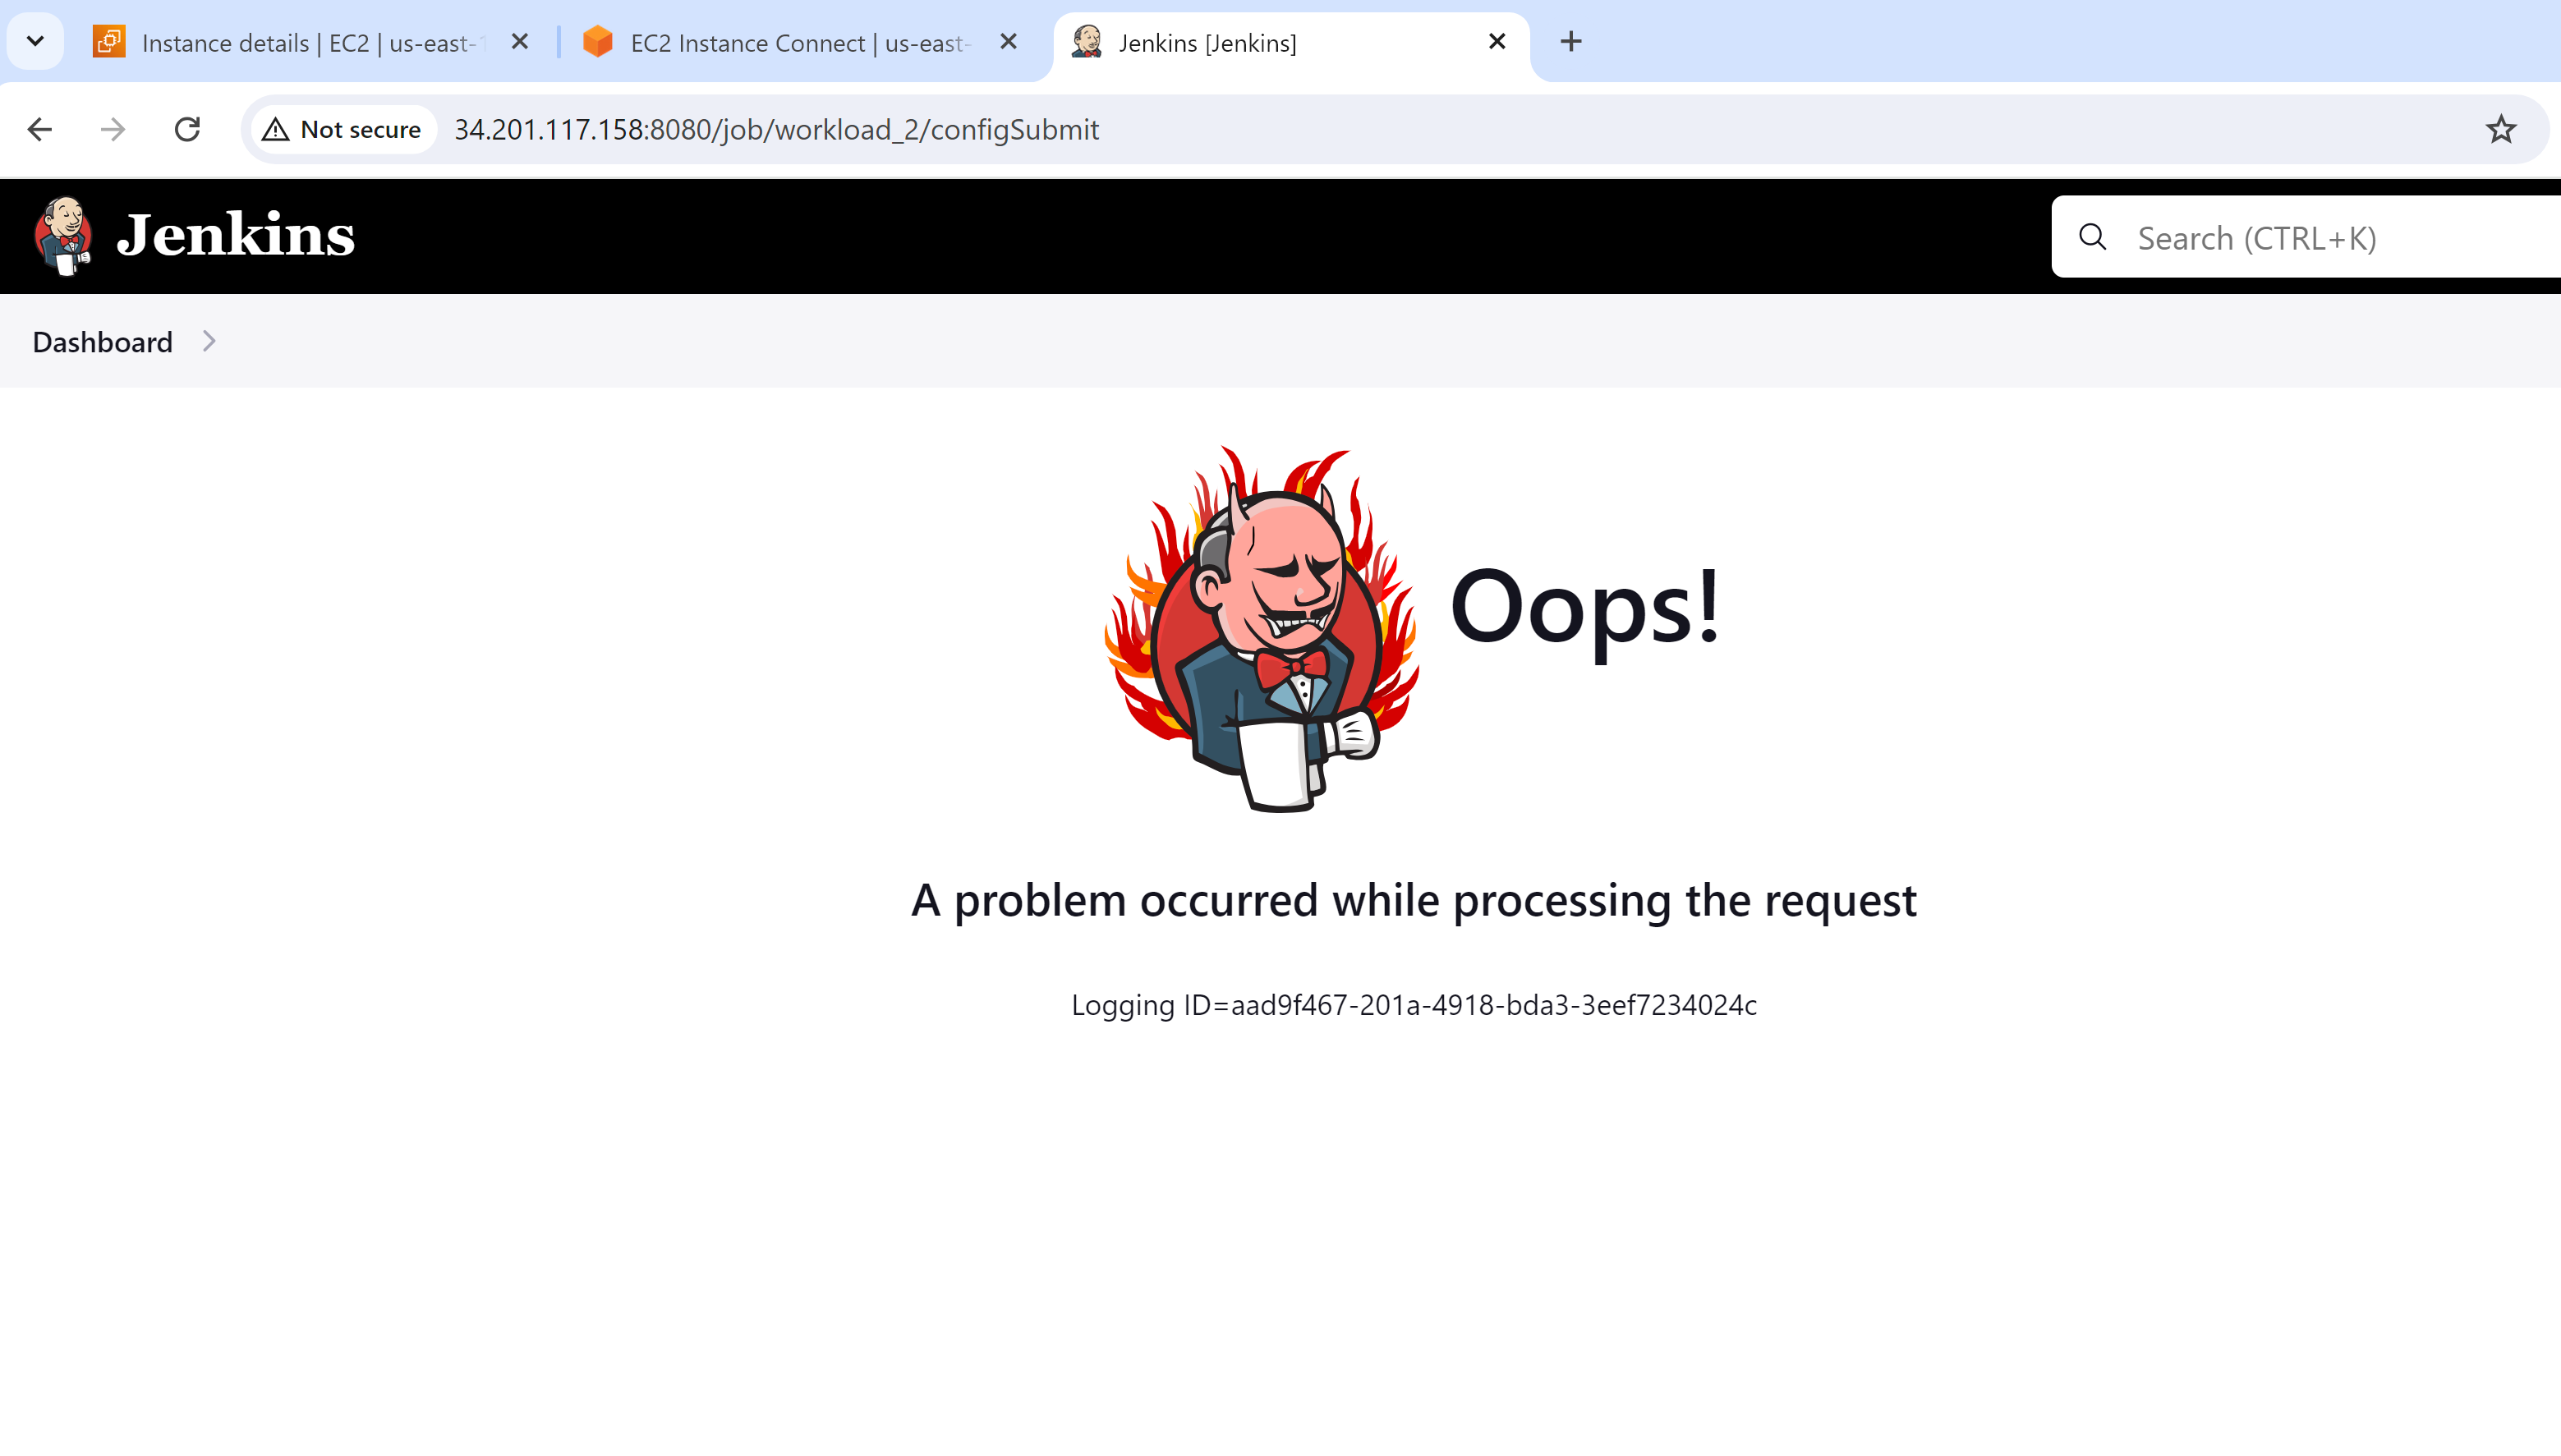 Instance details | EC2 | us-east-1
EC2 Instance Connect | us-east-
Jenkins [Jenkins]
Not secure
34.201.117.158:8080/job/workload_2/configSubmit
Jenkins
Search (CTRL+K)
Dashboard
Oops!
A problem occurred while processing the request
Logging ID=aad9f467-201a-4918-bda3-3eef7234024c